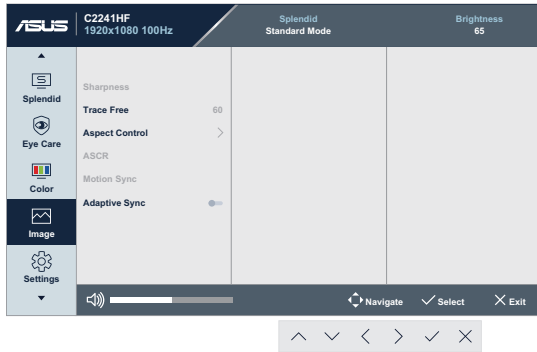 ASUS
C2241HF
1920x1080 100Hz
Splendid
Standard Mode
Brightness
65
Splendid
Eye Care
Color
Image
Settings
Sharpness
Trace Free 60
Aspect Control
ASCR
Motion Sync
Adaptive Sync
Navigate
Select
Exit